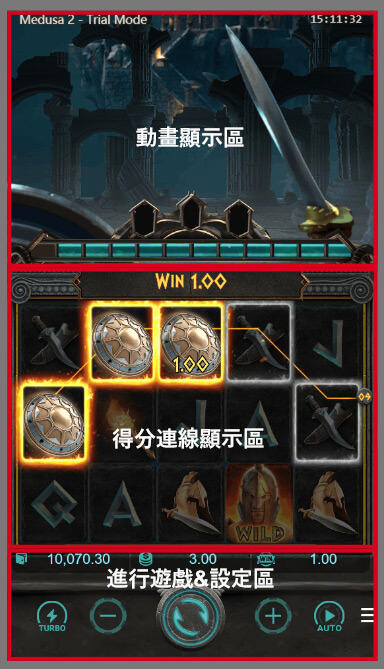 Medusa 2 - Trial Mode 15:11:32
動畫顯示區
WIN 1.00
J
1.00
09
J A
得分連線顯示區
Q A WILD
10,070.30 3.00 WIN 1.00
進行遊戲&設定區
TURBO AUTO